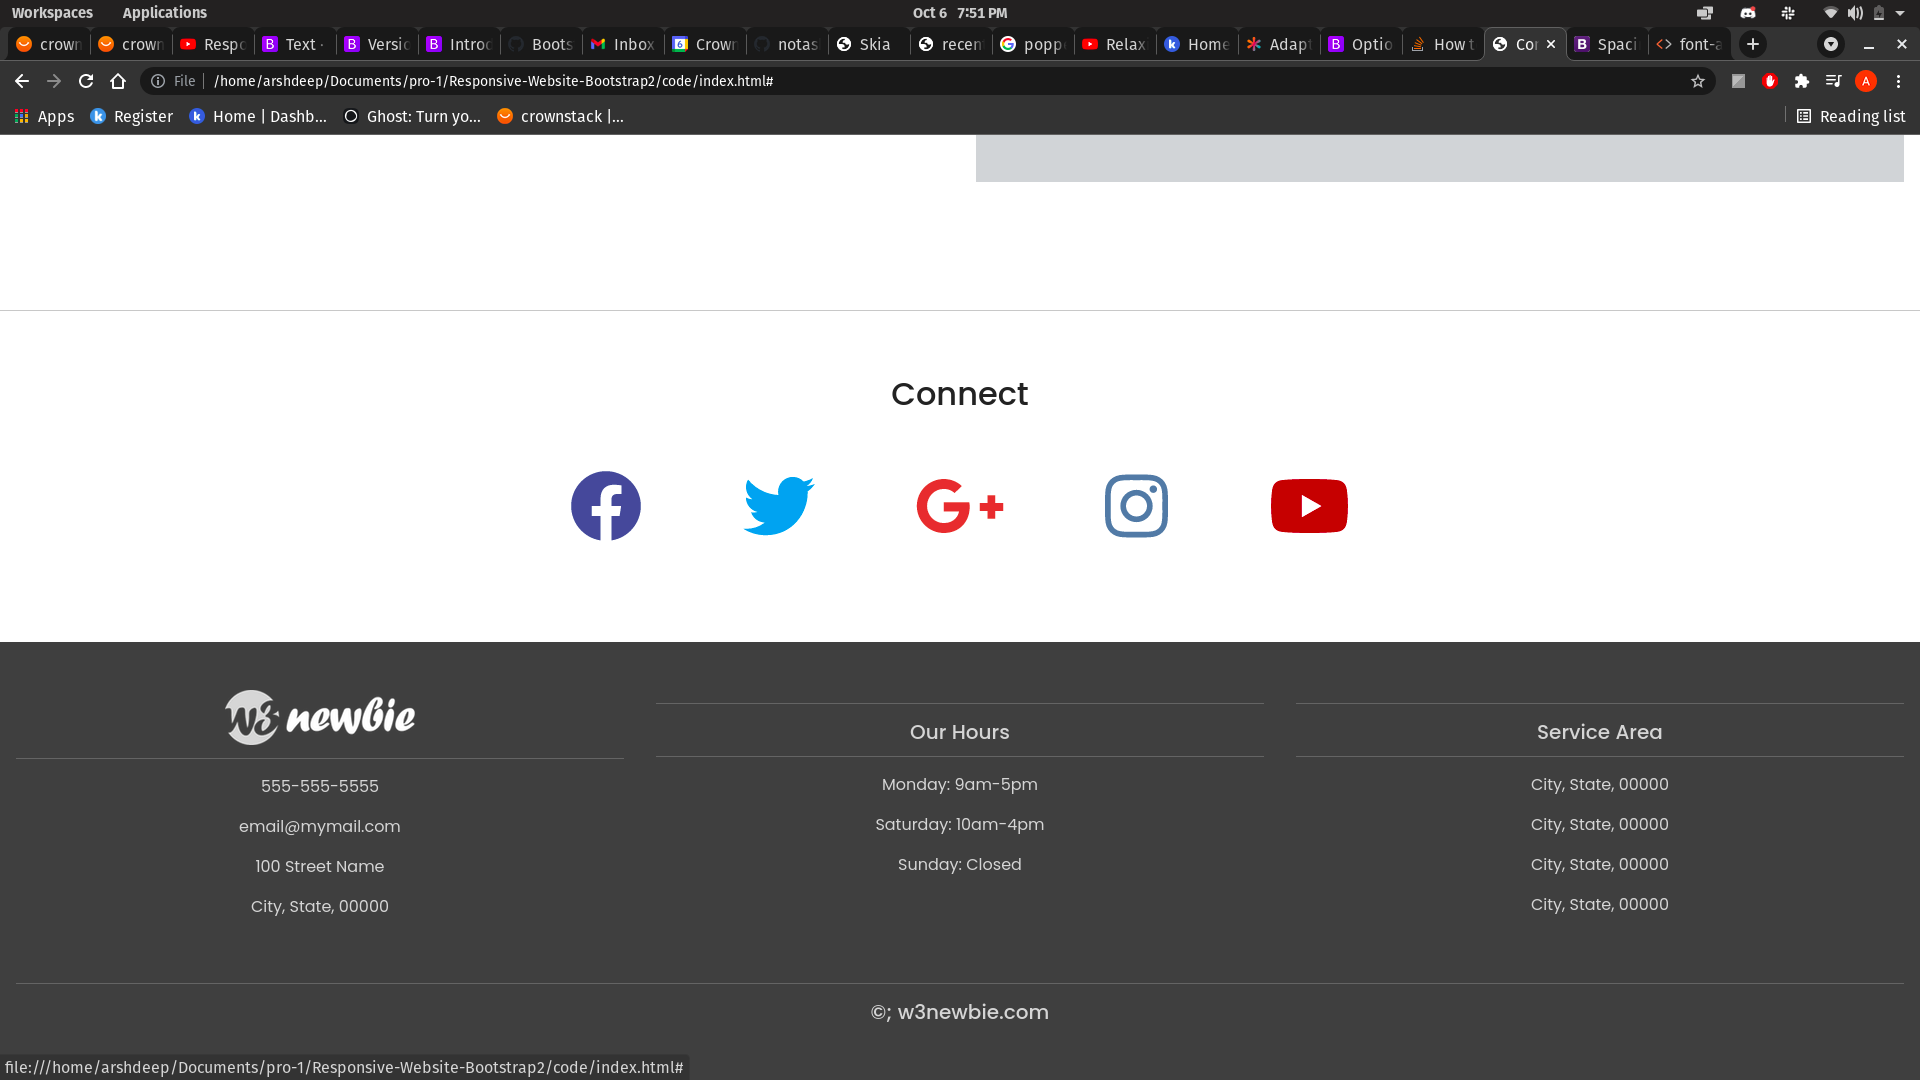 Workspaces Applications Oct 6 7:51 PM
crown crown Respo Text - Versic Introd Boots Inbox Crown notas Skia recen poppi Relax Home Adapt Optio How t Con Spaci font-a
File /home/arshdeep/Documents/pro-1/Responsive-Website-Bootstrap2/code/index.html# A
Apps Register Home | Dashb... Ghost: Turn yo... crownstack |... Reading list
Connect
W3 newbie
Our Hours
Service Area
555-555-5555
Monday: 9am-5pm
City, State, 00000
email@mymail.com
Saturday: 10am-4pm
City, State, 00000
100 Street Name
Sunday: Closed
City, State, 00000
City, State, 00000
City, State, 00000
©; w3newbie.com
file:///home/arshdeep/Documents/pro-1/Responsive-Website-Bootstrap2/code/index.html#